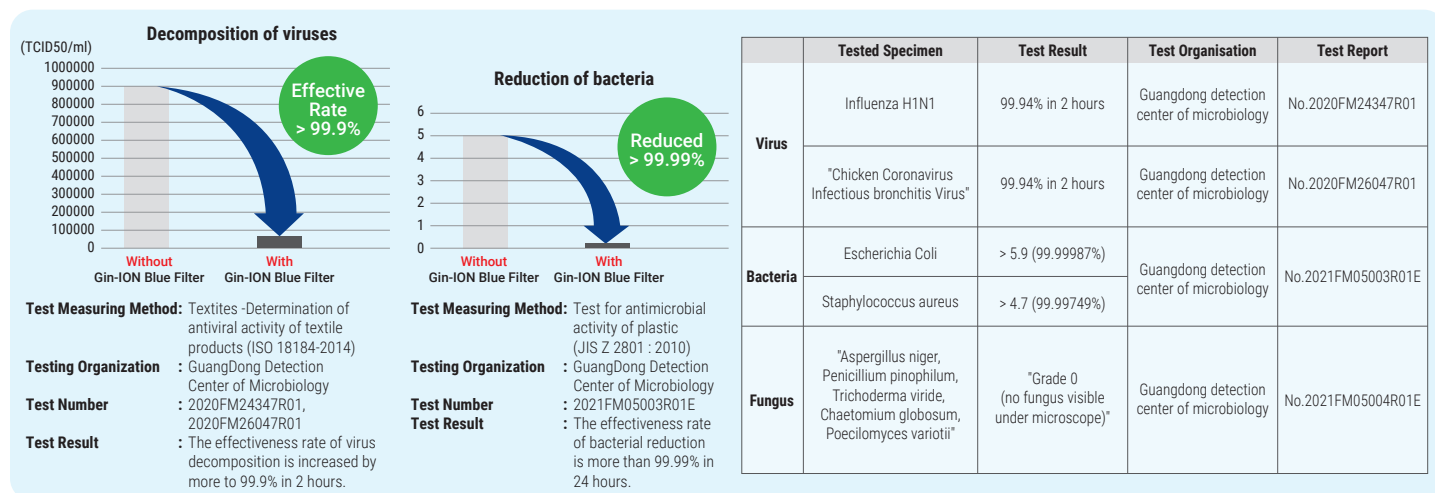 Decomposition of viruses
(TCID50/ml)
1000000
900000
800000
700000
600000
500000
400000
300000
200000
100000
0
Effective
Rate
> 99.9%
Without
Gin-ION Blue Filter
With
Gin-ION Blue Filter
Test Measuring Method: Textites -Determination of
antiviral activity of textile
products (ISO 18184-2014)
Testing Organization : GuangDong Detection
Center of Microbiology
Test Number : 2020FM24347R01,
2020FM26047R01
Test Result : The effectiveness rate of virus
decomposition is increased by
more to 99.9% in 2 hours.
Reduction of bacteria
6
5
4
3
2
1
0
Reduced
> 99.99%
Without
Gin-ION Blue Filter
With
Gin-ION Blue Filter
Test Measuring Method: Test for antimicrobial
activity of plastic
(JIS Z 2801 : 2010)
Testing Organization : GuangDong Detection
Center of Microbiology
Test Number : 2021FM05003R01E
Test Result : The effectiveness rate
of bacterial reduction
is more than 99.99% in
24 hours.
Tested Specimen Test Result Test Organisation Test Report
Virus
Influenza H1N1
99.94% in 2 hours
Guangdong detection
center of microbiology
No.2020FM24347R01
"Chicken Coronavirus
Infectious bronchitis Virus"
99.94% in 2 hours
Guangdong detection
center of microbiology
No.2020FM26047R01
Bacteria
Escherichia Coli
> 5.9 (99.99987%)
Staphylococcus aureus
> 4.7 (99.99749%)
Guangdong detection
center of microbiology
No.2021FM05003R01E
Fungus
"Aspergillus niger,
Penicillium pinophilum,
Trichoderma viride,
Chaetomium globosum,
Poecilomyces variotii"
"Grade 0
(no fungus visible
under microscope)"
Guangdong detection
center of microbiology
No.2021FM05004R01E